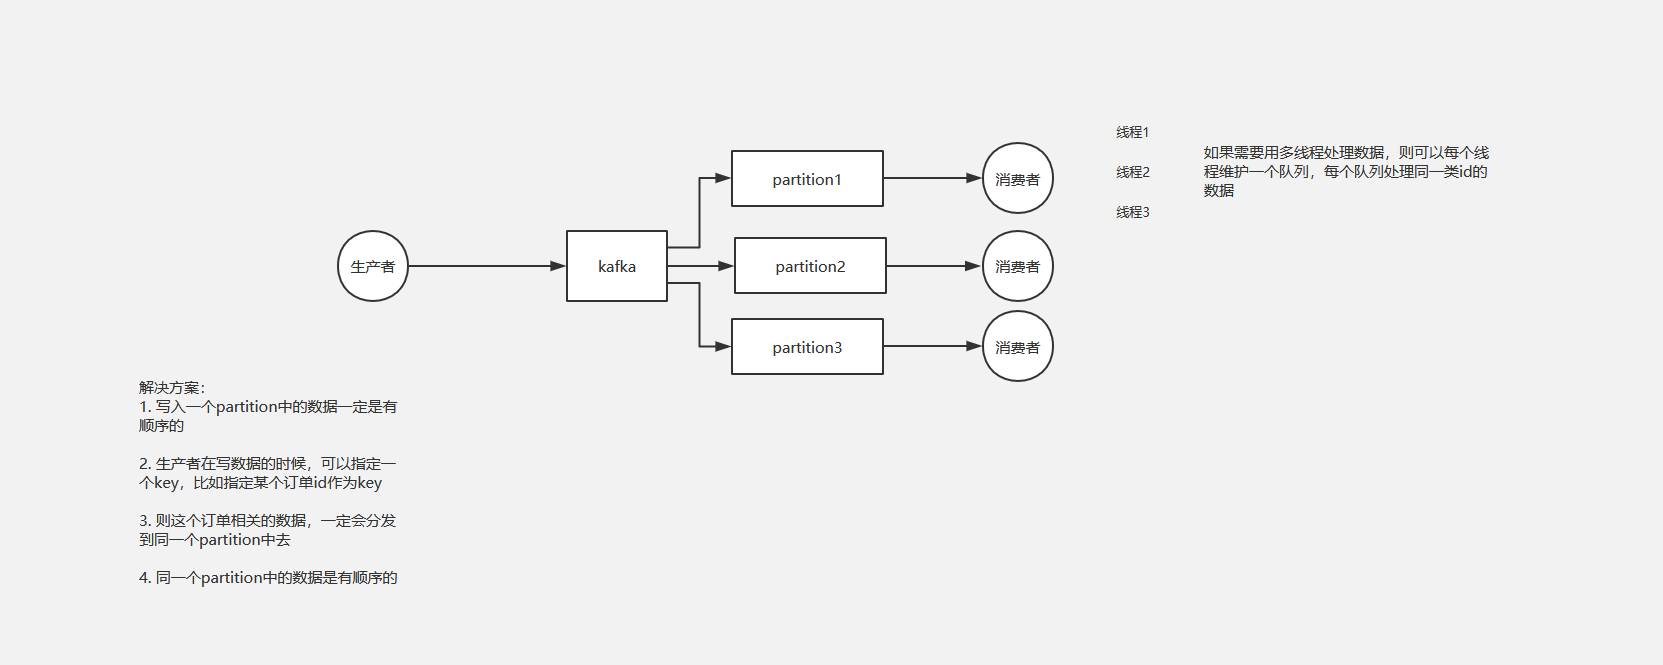 线程1
如果需要用多线程处理数据，则可以每个线
程维护一个队列，每个队列处理同一类id的
数据
线程2
线程3
partition1
消费者
生产者
kafka
partition2
消费者
partition3
消费者
解决方案：
1. 写入一个partition中的数据一定是有
顺序的
2. 生产者在写数据的时候，可以指定一
个key，比如指定某个订单id作为key
3. 则这个订单相关的数据，一定会分发
到同一个partition中去
4. 同一个partition中的数据是有顺序的